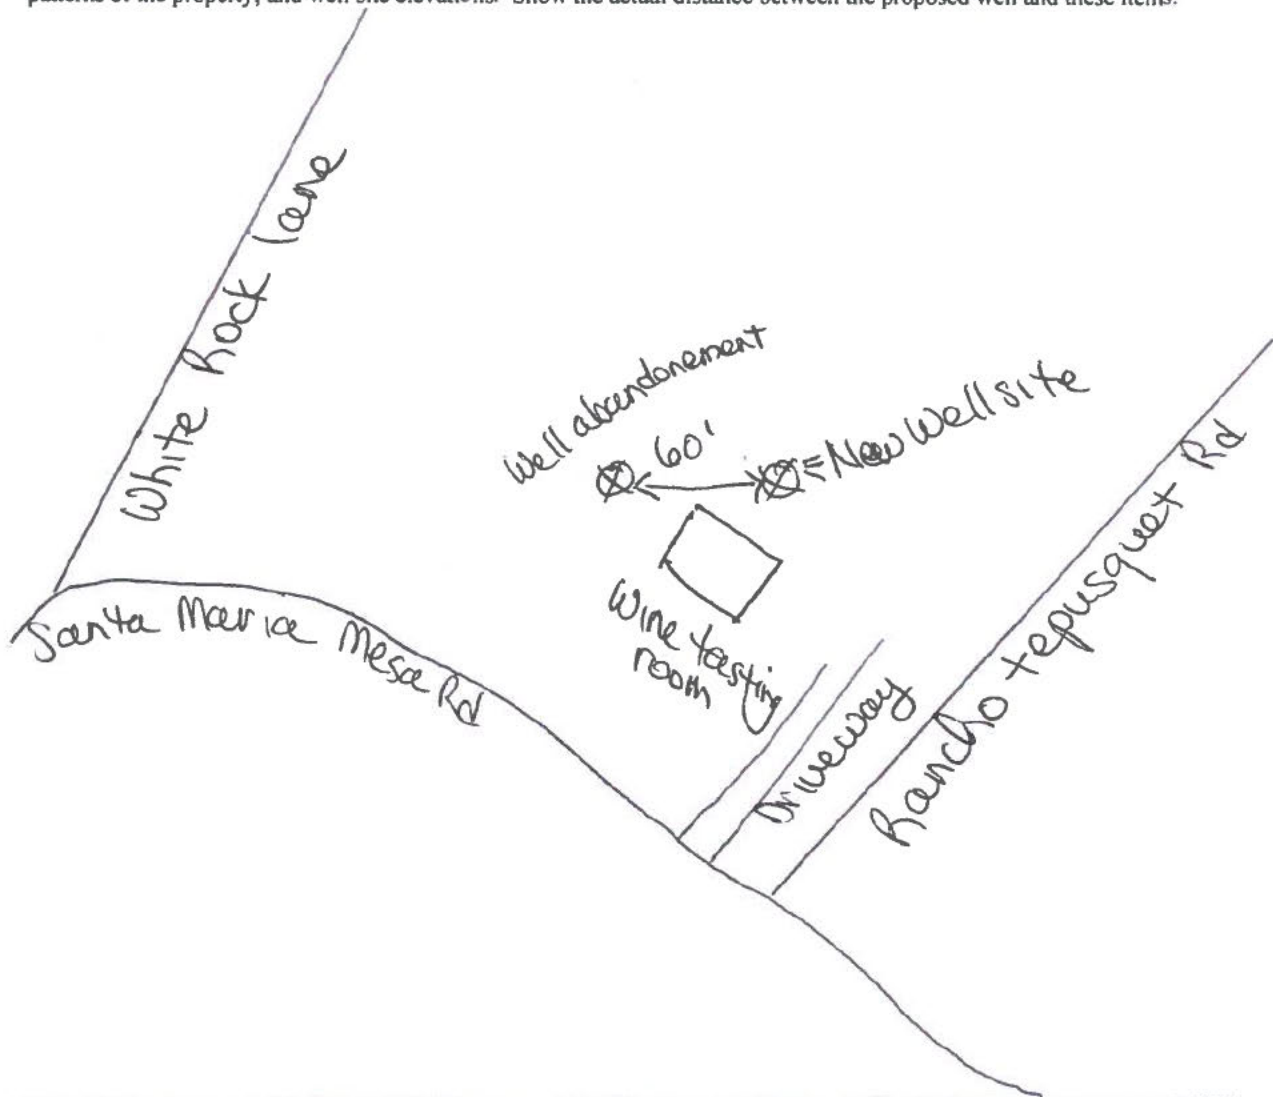 patterns of the property, and well site elevations. Show the actual distance between the proposed well and these items.
White Rock lane
Well abandonement
60'
= New Well site
Wine tasting
room
Santa Maria Mesa Rd
Driveway
Rancho tepusquet Rd